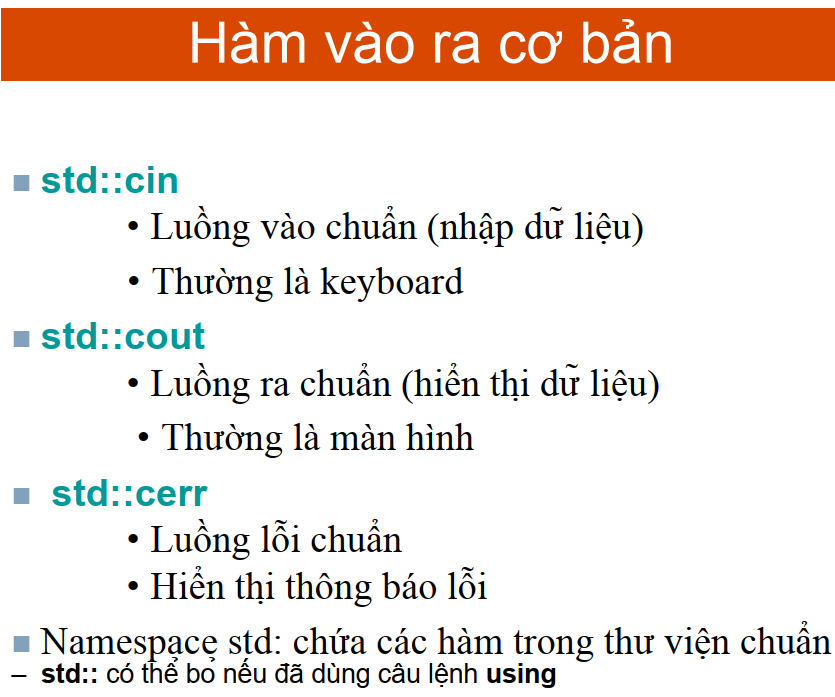 Hàm vào ra cơ bản
■ std::cin
• Luồng vào chuẩn (nhập dữ liệu)
• Thường là keyboard
■ std::cout
• Luồng ra chuẩn (hiển thị dữ liệu)
• Thường là màn hình
■ std::cerr
• Luồng lỗi chuẩn
• Hiển thị thông báo lỗi
■ Namespace std: chứa các hàm trong thư viện chuẩn
– std:: có thể bỏ nếu đã dùng câu lệnh using